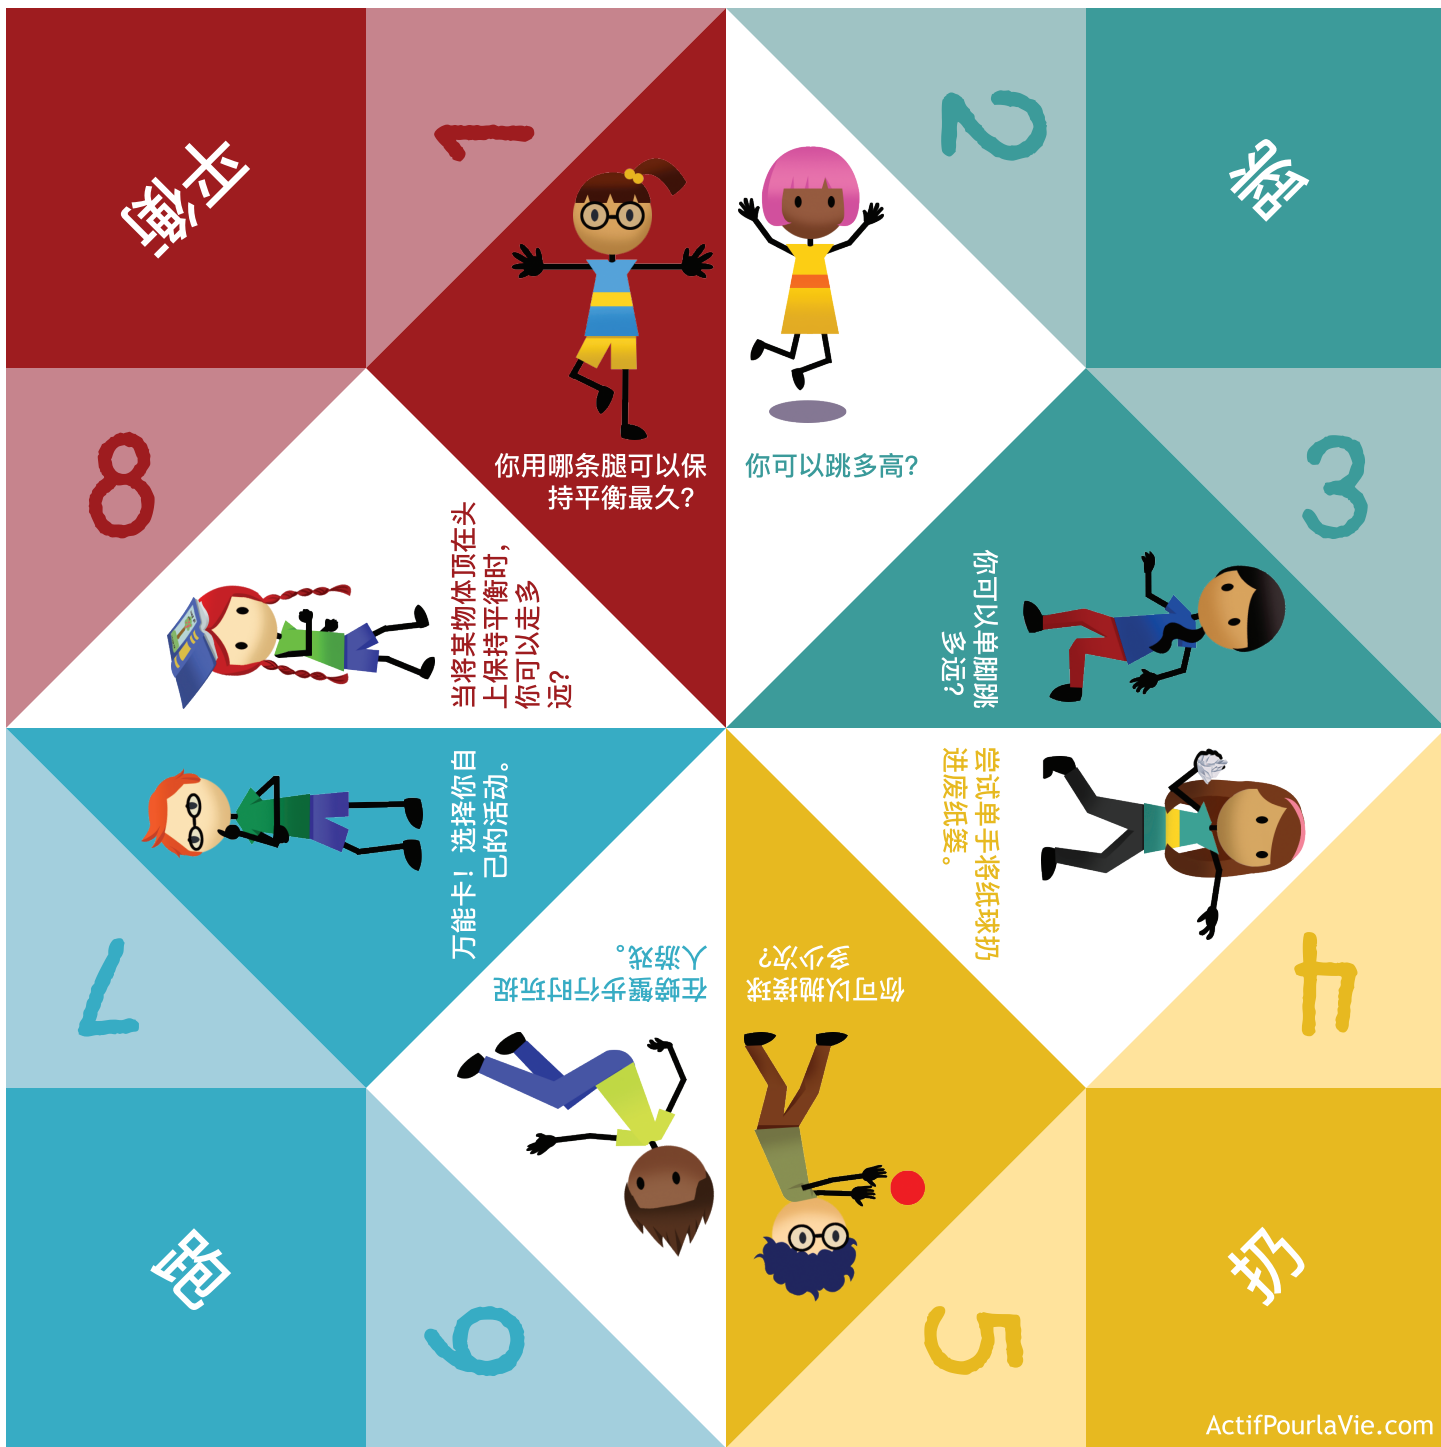 平衡
1
2
跳
你用哪条腿可以保
持平衡最久?
你可以跳多高?
8
当将某物体顶在头
上保持平衡时，
你可以走多
远?
你可以单脚跳
多远?
3
7
万能卡！选择你自
己的活动。
尝试单手将纸球扔
进废纸篓。
4
在螃蟹步行时玩捉
人游戏。
你可以抛接球
多少次?
跑
6
5
扔
ActifPourlaVie.com